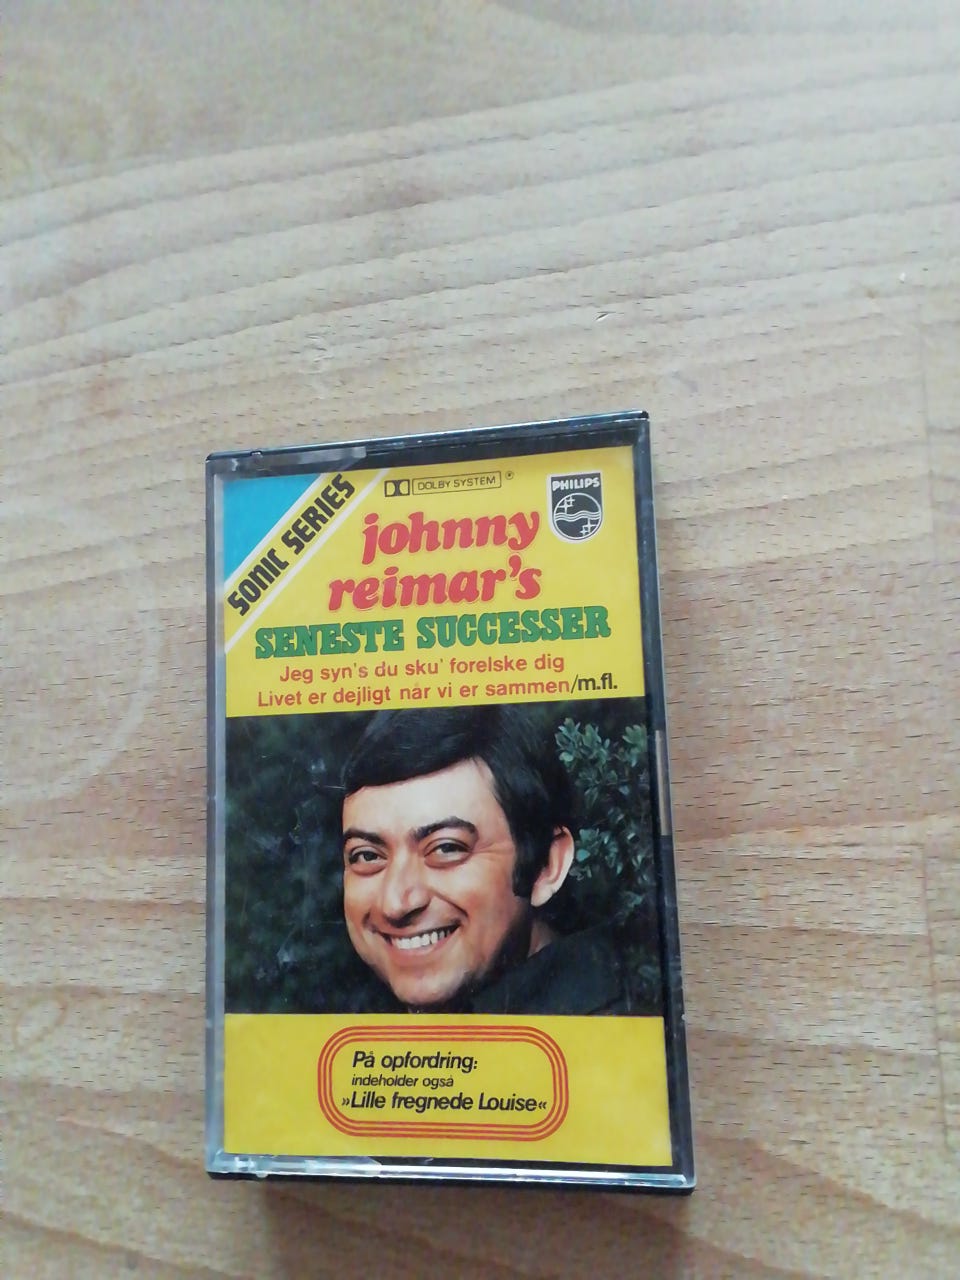 SONIC SERIES
DOLBY SYSTEM®
PHILIPS
johnny
reimar's
SENESTE SUCCESSER
Jeg syn's du sku' forelske dig
Livet er dejligt når vi er sammen/m.fl.
På opfordring:
indeholder også
»Lille fregnede Louise«